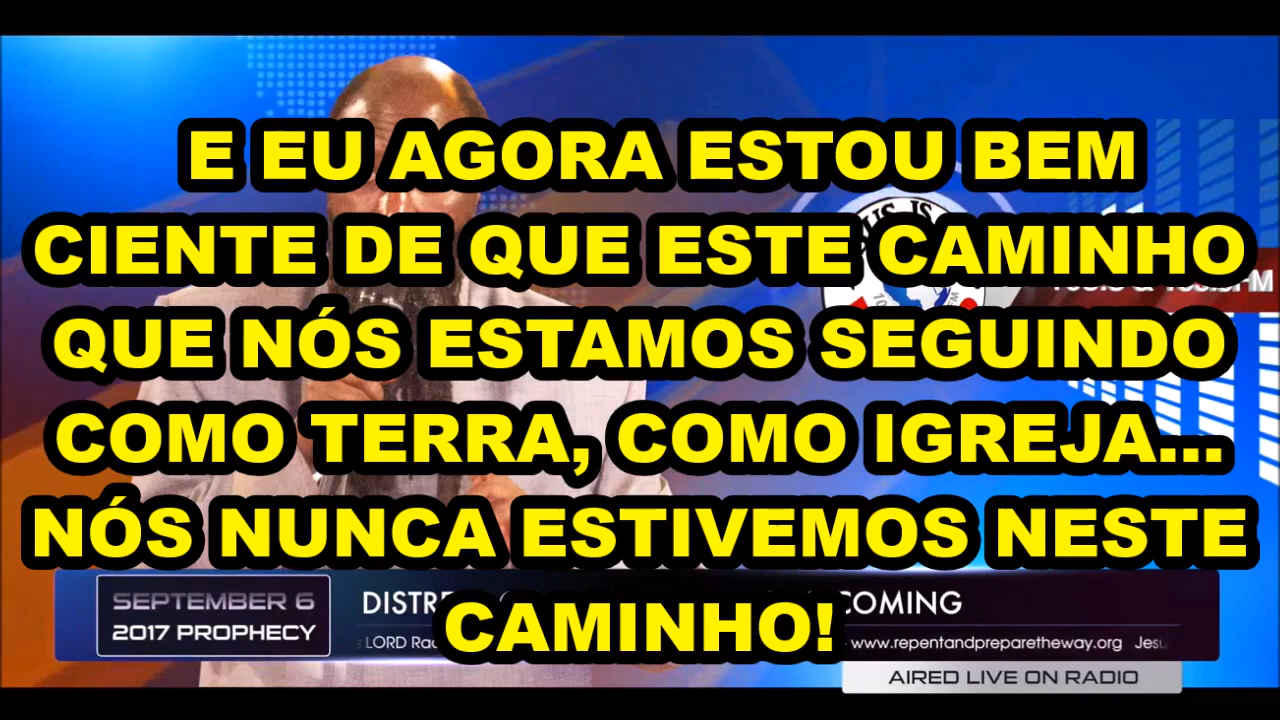 E EU AGORA ESTOU BEM
CIENTE DE QUE ESTE CAMINHO
QUE NÓS ESTAMOS SEGUINDO
COMO TERRA, COMO IGREJA...
NÓS NUNCA ESTIVEMOS NESTE
CAMINHO!
SEPTEMBER 6
2017 PROPHECY
COMING
LORD
www.repentandpreparetheway.org
AIRED LIVE ON RADIO